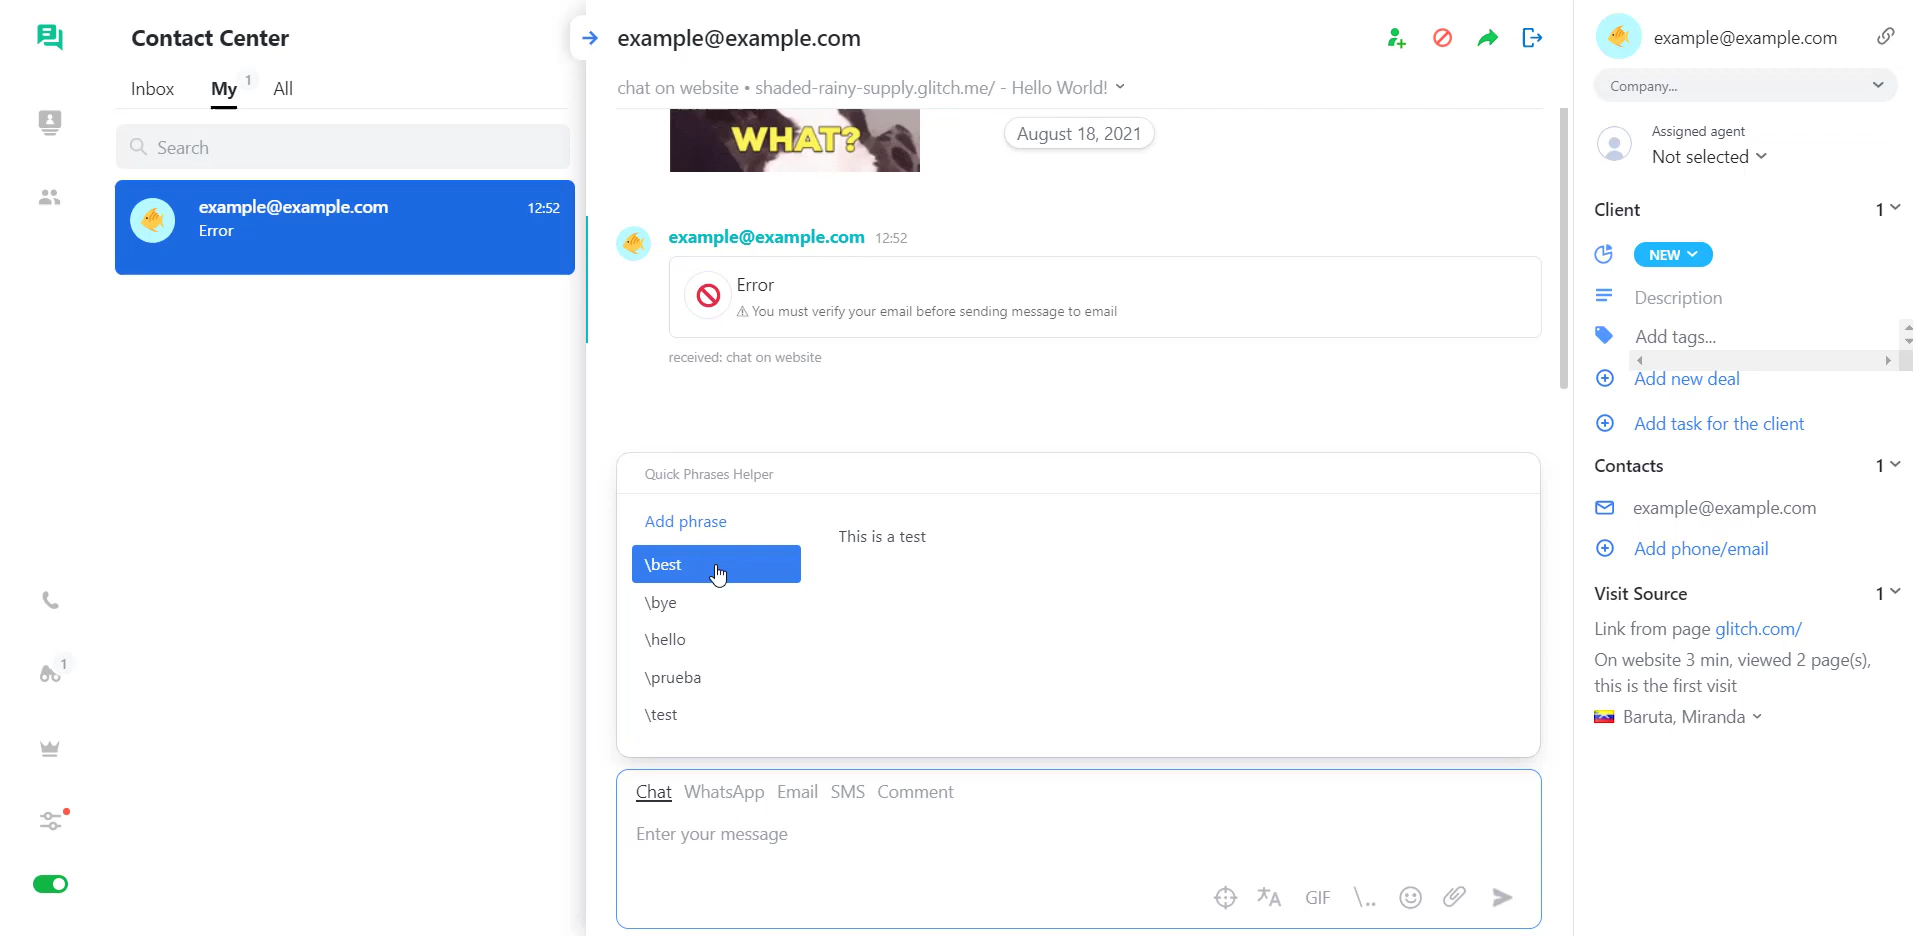 Contact Center
Inbox My 1 All
Search
example@example.com 12:52
Error
example@example.com
chat on website • shaded-rainy-supply.glitch.me/ - Hello World!
WHAT?
August 18, 2021
example@example.com 12:52
Error
⚠ You must verify your email before sending message to email
received: chat on website
Quick Phrases Helper
Add phrase
This is a test
\best
\bye
\hello
\prueba
\test
Chat WhatsApp Email SMS Comment
Enter your message
GIF \..
1
example@example.com
Company...
Assigned agent
Not selected
Client 1
NEW
Description
Add tags...
Add new deal
Add task for the client
Contacts 1
example@example.com
Add phone/email
Visit Source 1
Link from page glitch.com/
On website 3 min, viewed 2 page(s),
this is the first visit
Baruta, Miranda